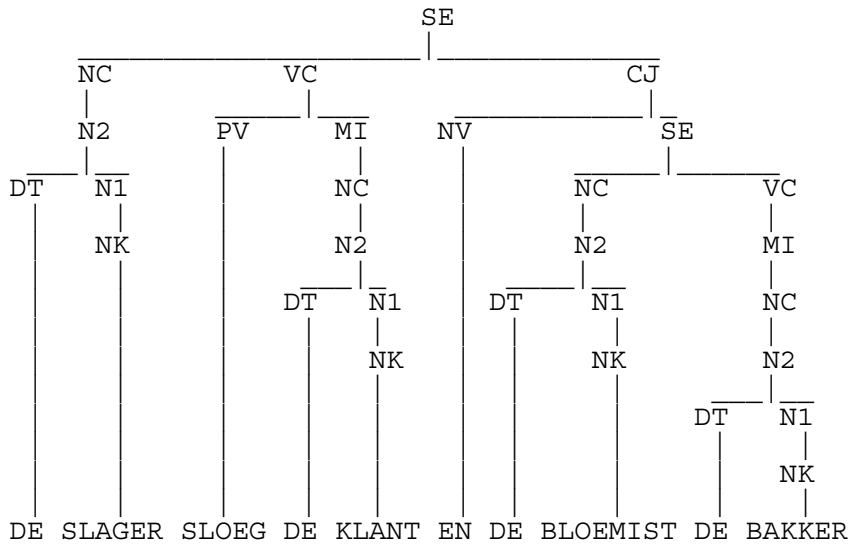 SE
NC VC CJ
N2 PV MI NV SE
DT N1 NC NC VC
NK N2 N2 MI
DT N1 DT N1 NC
NK NK N2
DT N1
NK
DE SLAGER SLOEG DE KLANT EN DE BLOEMIST DE BAKKER